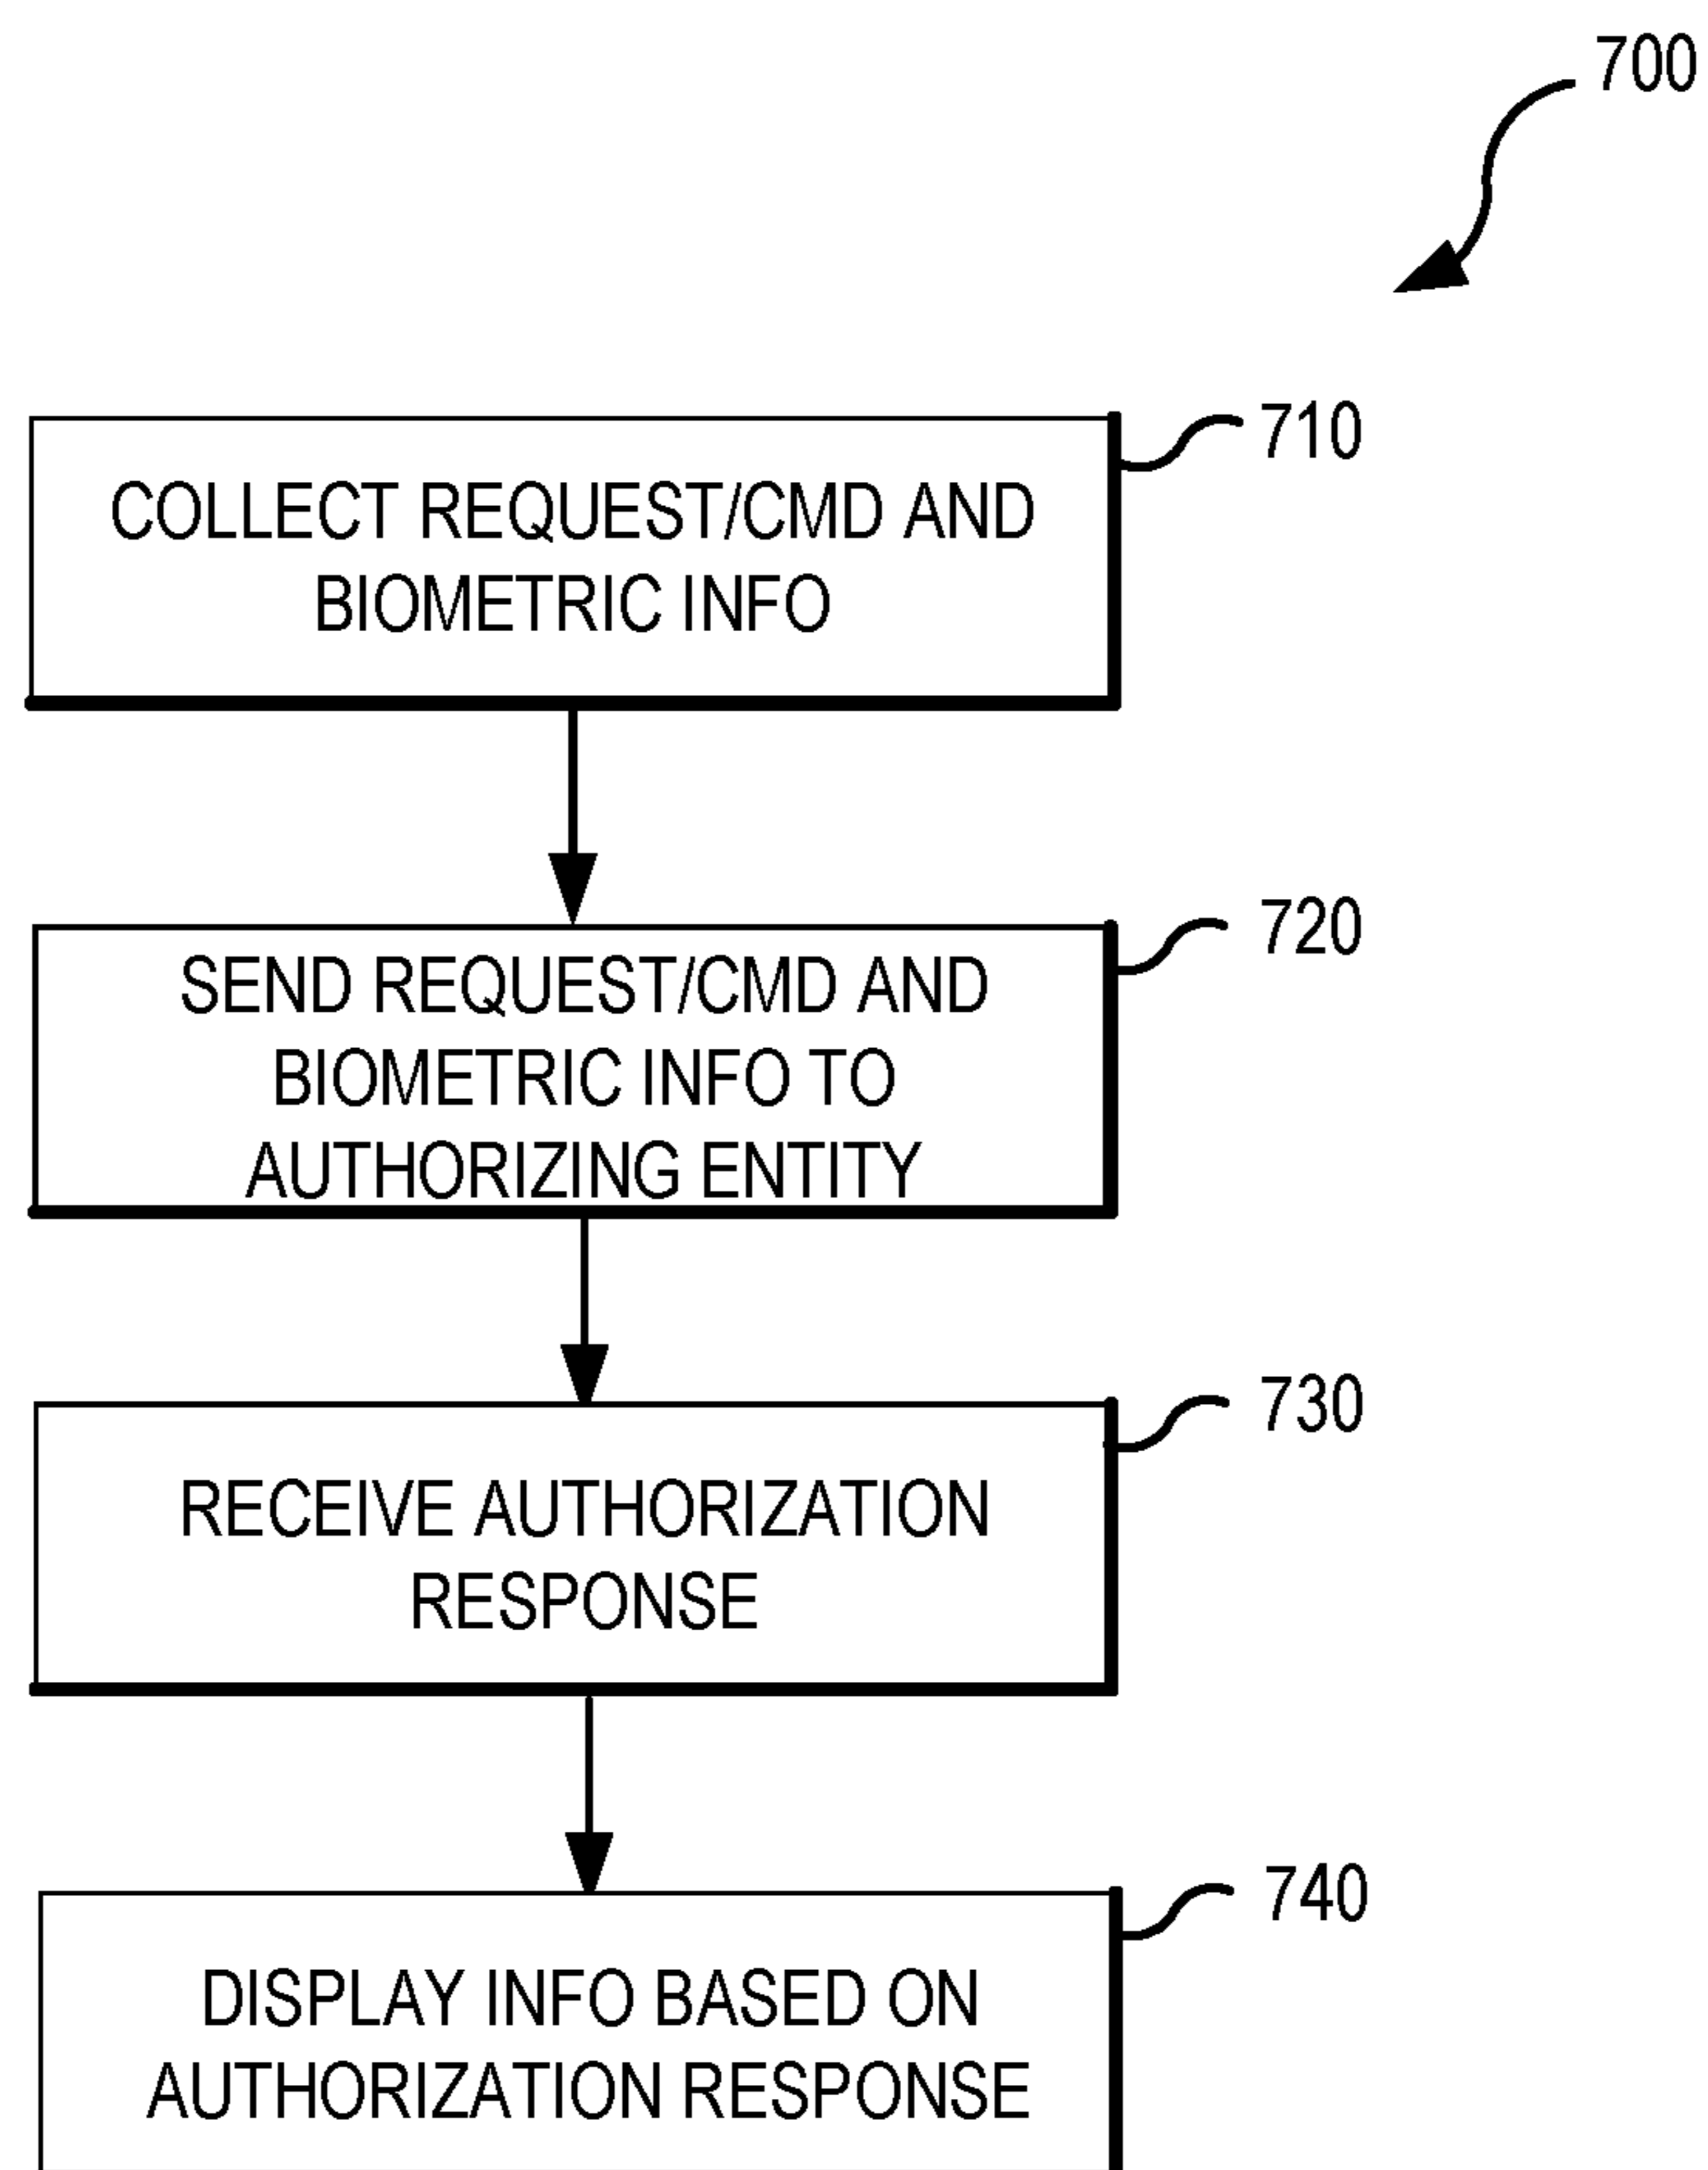 700
710
COLLECT REQUEST/CMD AND
BIOMETRIC INFO
720
SEND REQUEST/CMD AND
BIOMETRIC INFO TO
AUTHORIZING ENTITY
730
RECEIVE AUTHORIZATION
RESPONSE
740
DISPLAY INFO BASED ON
AUTHORIZATION RESPONSE